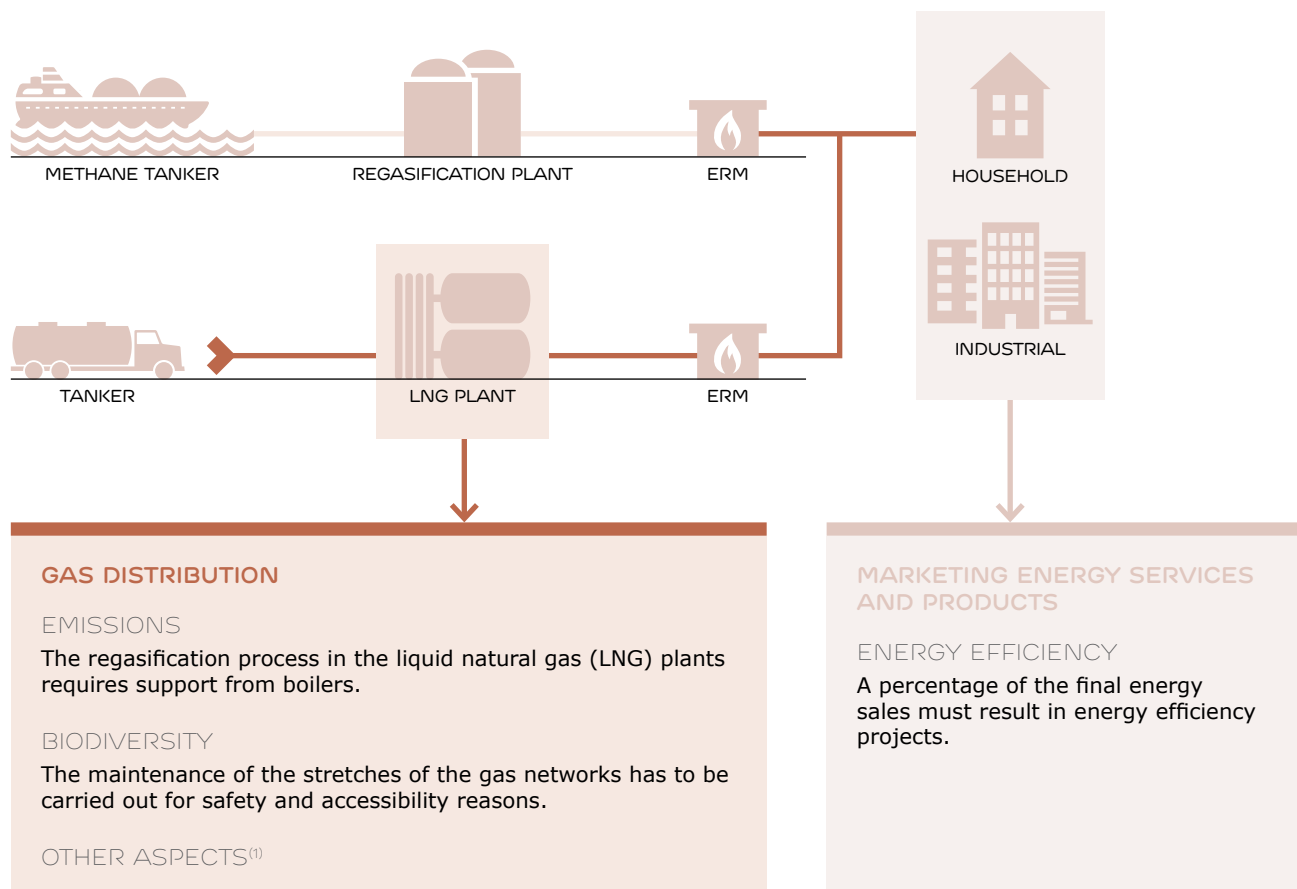 METHANE TANKER
REGASIFICATION PLANT
ERM
HOUSEHOLD
INDUSTRIAL
TANKER
LNG PLANT
ERM
GAS DISTRIBUTION
EMISSIONS
The regasification process in the liquid natural gas (LNG) plants
requires support from boilers.
BIODIVERSITY
The maintenance of the stretches of the gas networks has to be
carried out for safety and accessibility reasons.
OTHER ASPECTS(1)
MARKETING ENERGY SERVICES
AND PRODUCTS
ENERGY EFFICIENCY
A percentage of the final energy
sales must result in energy efficiency
projects.